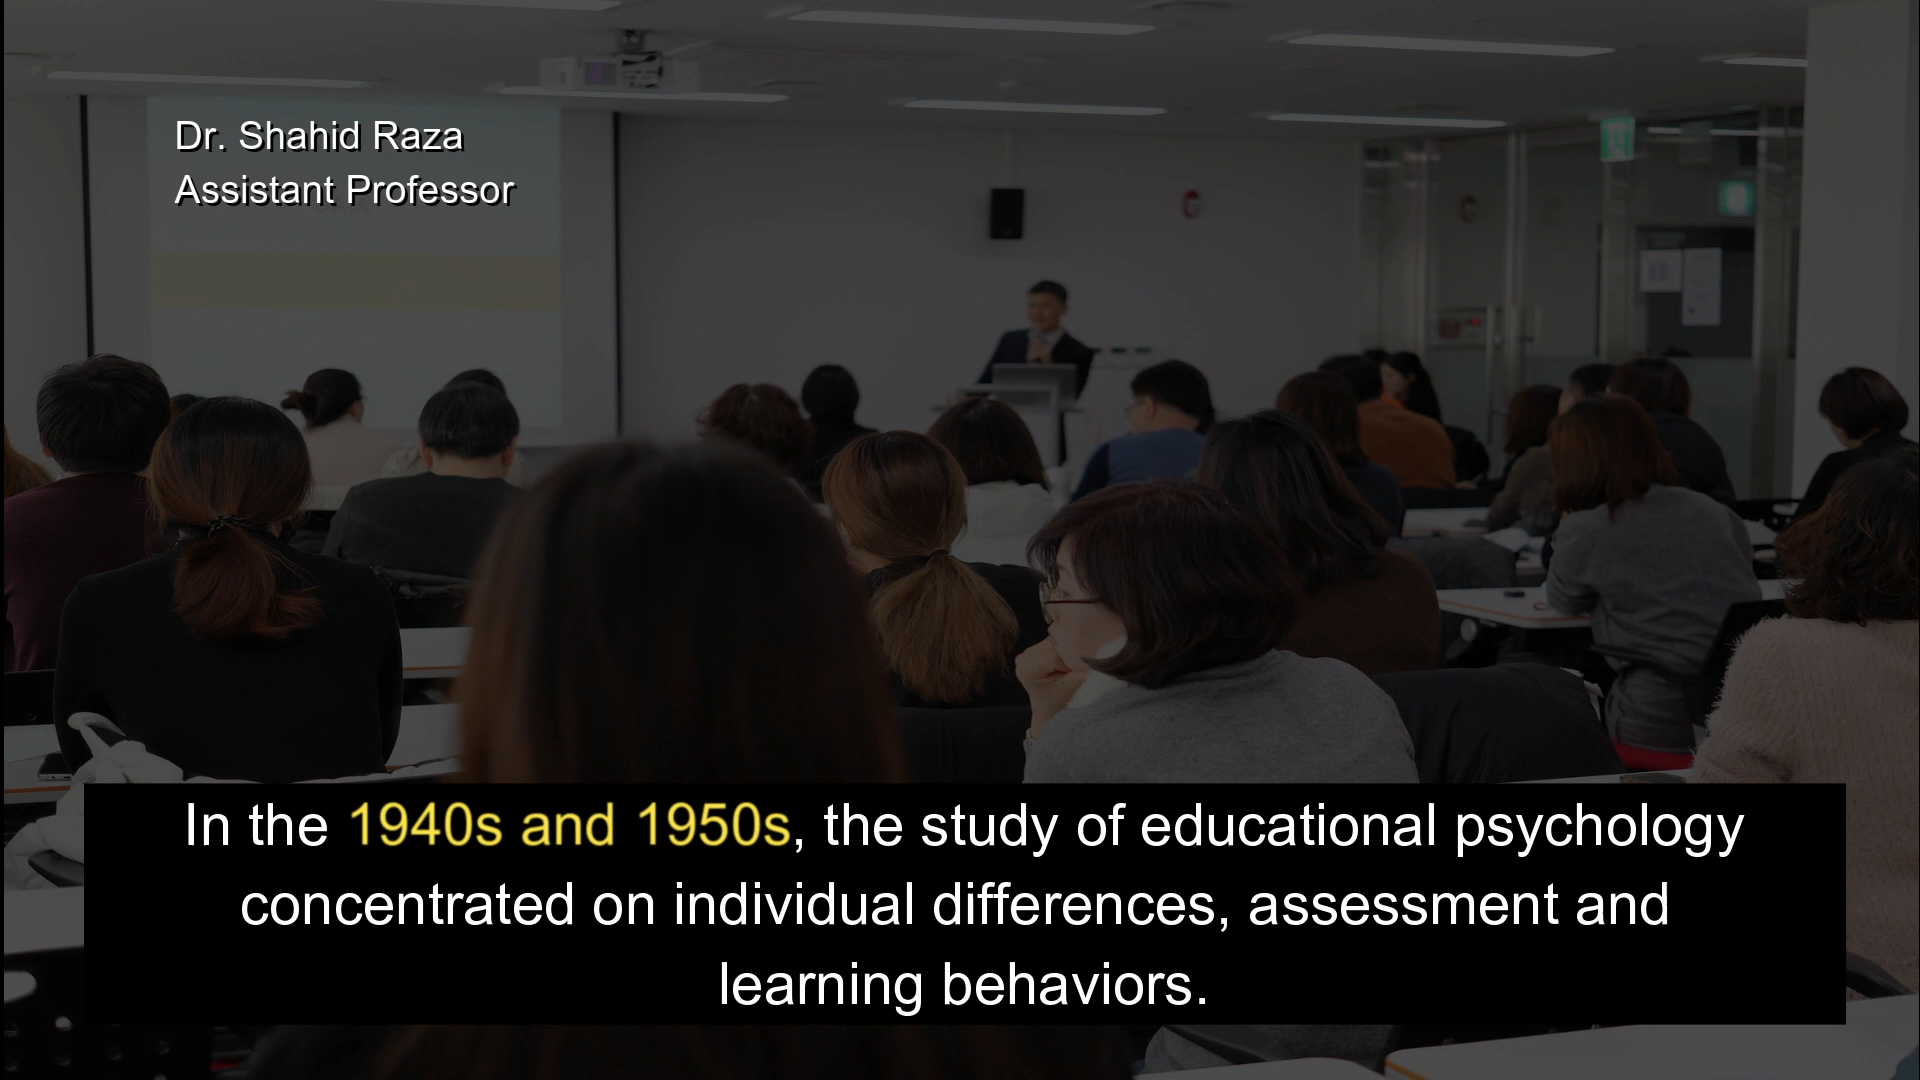 Dr. Shahid Raza
Assistant Professor
In the 1940s and 1950s, the study of educational psychology
concentrated on individual differences, assessment and
learning behaviors.